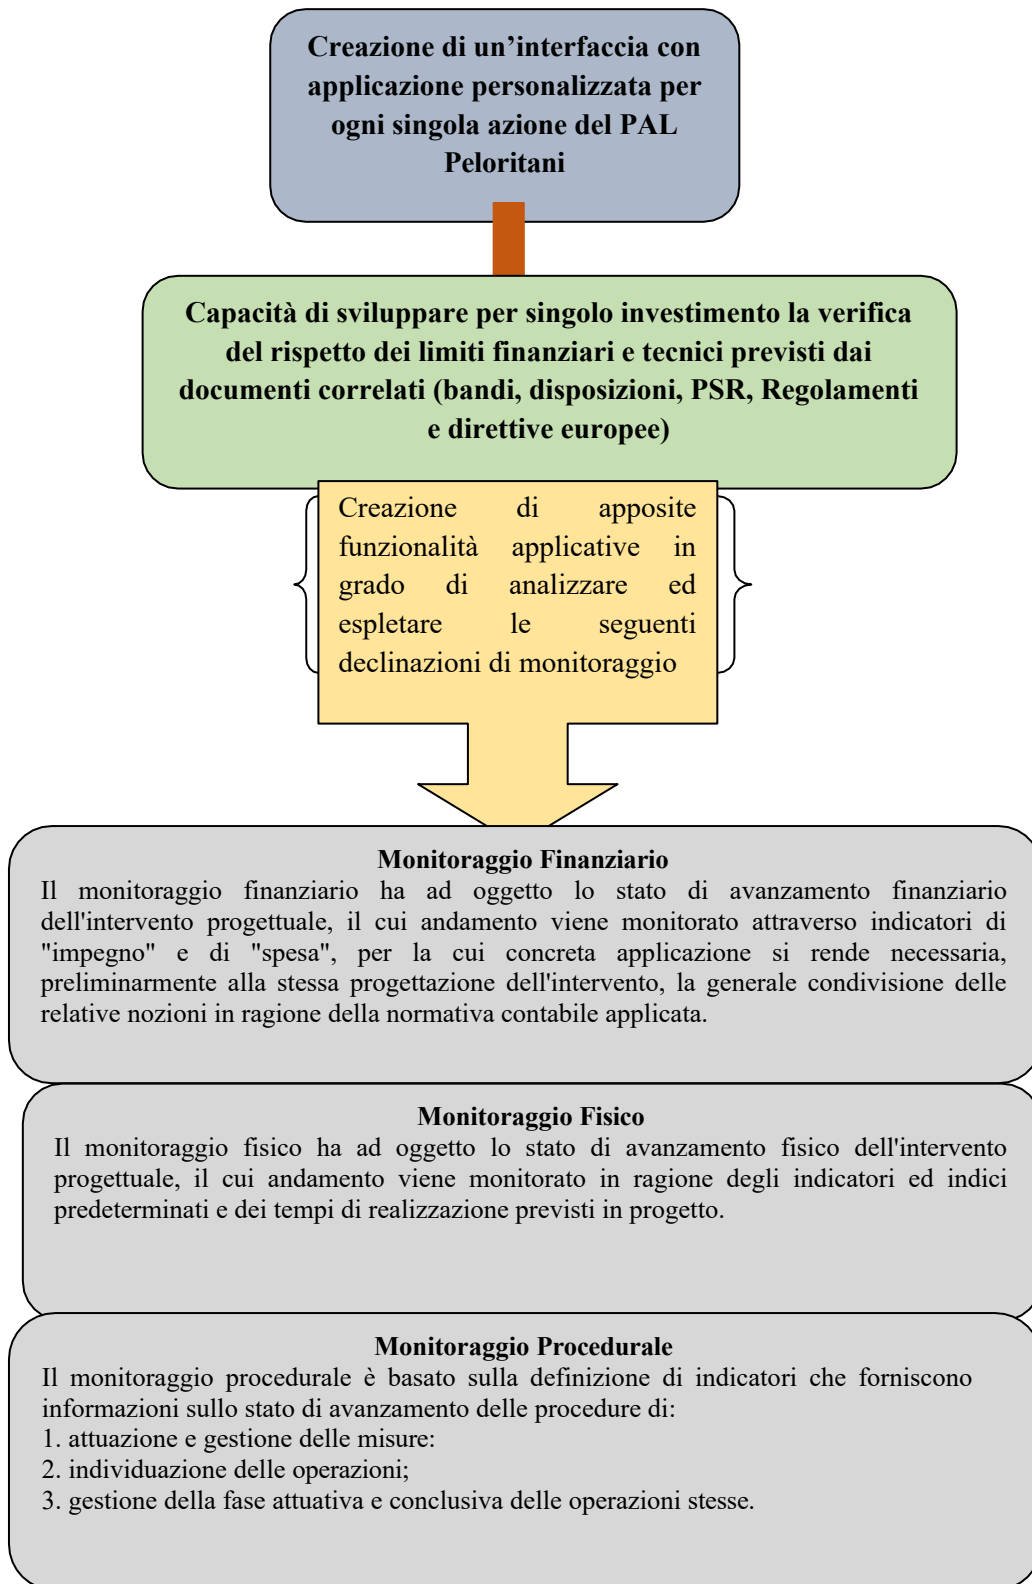 Creazione di un’interfaccia con
applicazione personalizzata per
ogni singola azione del PAL
Peloritani
Capacità di sviluppare per singolo investimento la verifica
del rispetto dei limiti finanziari e tecnici previsti dai
documenti correlati (bandi, disposizioni, PSR, Regolamenti
e direttive europee)
Creazione di apposite
funzionalità applicative in
grado di analizzare ed
espletare le seguenti
declinazioni di monitoraggio
Monitoraggio Finanziario
Il monitoraggio finanziario ha ad oggetto lo stato di avanzamento finanziario
dell'intervento progettuale, il cui andamento viene monitorato attraverso indicatori di
"impegno" e di "spesa", per la cui concreta applicazione si rende necessaria,
preliminarmente alla stessa progettazione dell'intervento, la generale condivisione delle
relative nozioni in ragione della normativa contabile applicata.
Monitoraggio Fisico
Il monitoraggio fisico ha ad oggetto lo stato di avanzamento fisico dell'intervento
progettuale, il cui andamento viene monitorato in ragione degli indicatori ed indici
predeterminati e dei tempi di realizzazione previsti in progetto.
Monitoraggio Procedurale
Il monitoraggio procedurale è basato sulla definizione di indicatori che forniscono
informazioni sullo stato di avanzamento delle procedure di:
1. attuazione e gestione delle misure:
2. individuazione delle operazioni;
3. gestione della fase attuativa e conclusiva delle operazioni stesse.